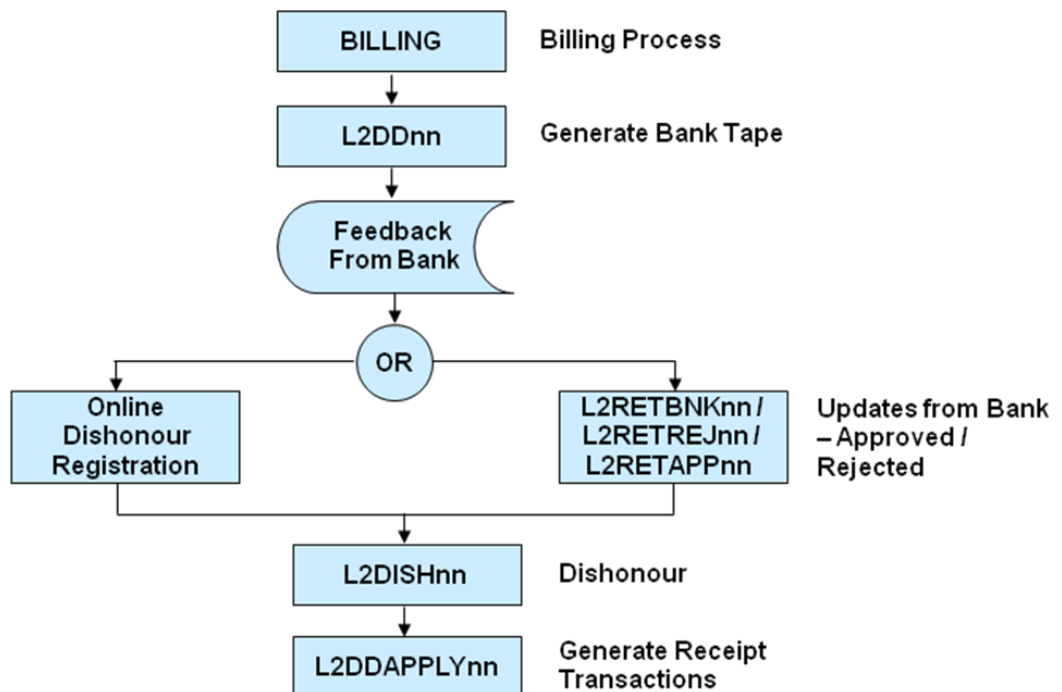 BILLING
Billing Process
L2DDnn
Generate Bank Tape
Feedback
From Bank
OR
Online
Dishonour
Registration
L2RETBNKnn /
L2RETREJnn /
L2RETAPPnn
Updates from Bank
– Approved /
Rejected
L2DISHnn
Dishonour
L2DDAPPLYnn
Generate Receipt
Transactions